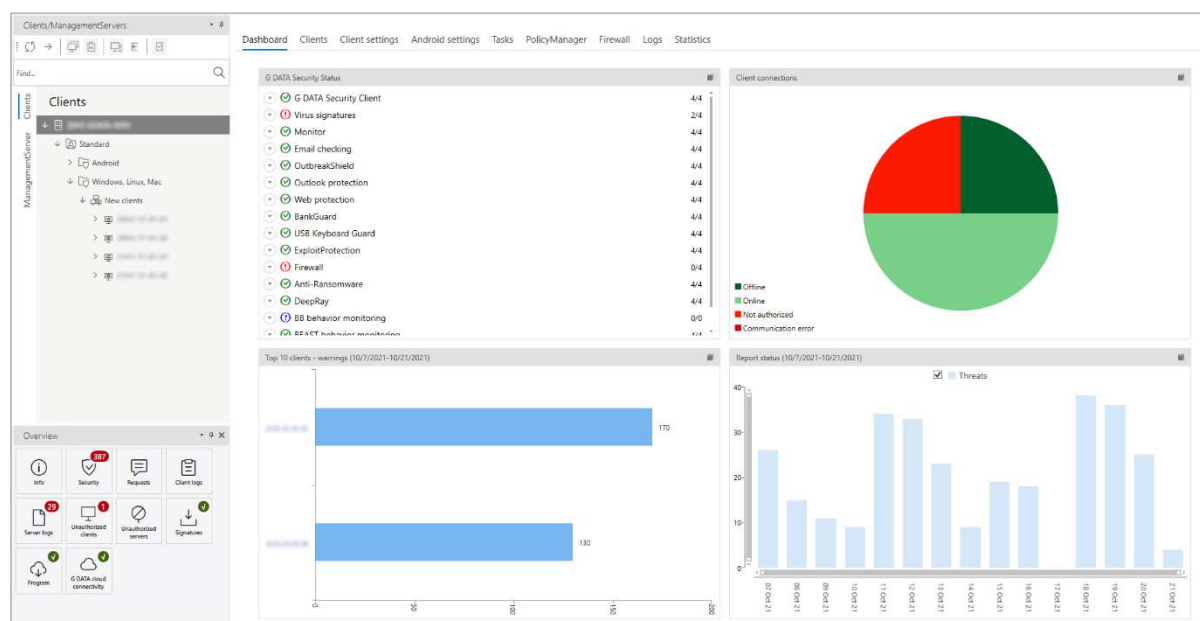 Clients/ManagementServers
Find...
Clients
ManagementServer
Clients
Standard
Android
Windows, Linux, Mac
New clients
Overview
Info
387
Security
Requests
Client logs
29
Server logs
1
Unauthorized clients
Unauthorized servers
Signatures
Program
G DATA cloud connectivity
Dashboard Clients Client settings Android settings Tasks PolicyManager Firewall Logs Statistics
G DATA Security Status
G DATA Security Client 4/4
Virus signatures 2/4
Monitor 4/4
Email checking 4/4
OutbreakShield 4/4
Outlook protection 4/4
Web protection 4/4
BankGuard 4/4
USB Keyboard Guard 4/4
ExploitProtection 4/4
Firewall 0/4
Anti-Ransomware 4/4
DeepRay 4/4
BB behavior monitoring 0/0
BEAST behavior monitoring 4/4
Client connections
Offline
Online
Not authorized
Communication error
Top 10 clients - warnings (10/7/2021-10/21/2021)
170
130
0 50 100 150 200
Report status (10/7/2021-10/21/2021)
Threats
40
30
20
10
0
07 Oct 21
08 Oct 21
09 Oct 21
10 Oct 21
11 Oct 21
12 Oct 21
13 Oct 21
14 Oct 21
15 Oct 21
16 Oct 21
17 Oct 21
18 Oct 21
19 Oct 21
20 Oct 21
21 Oct 21